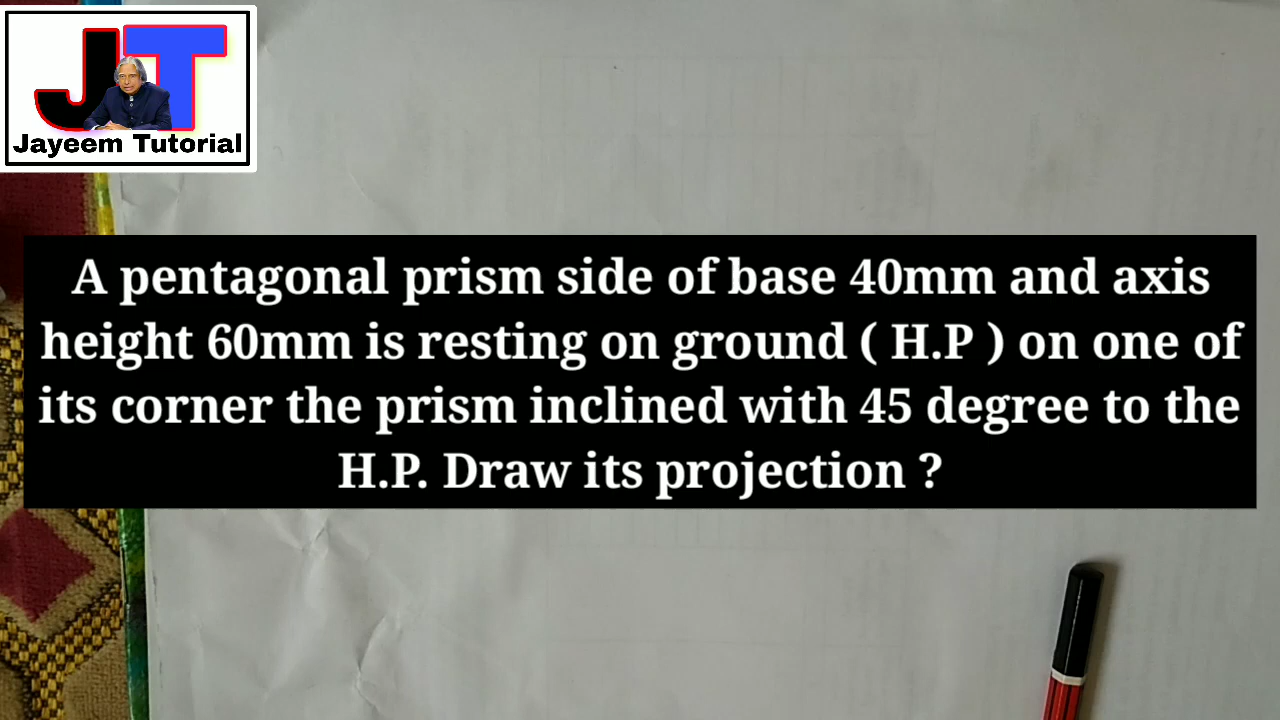 JT
Jayeem Tutorial
A pentagonal prism side of base 40mm and axis
height 60mm is resting on ground ( H.P ) on one of
its corner the prism inclined with 45 degree to the
H.P. Draw its projection ?